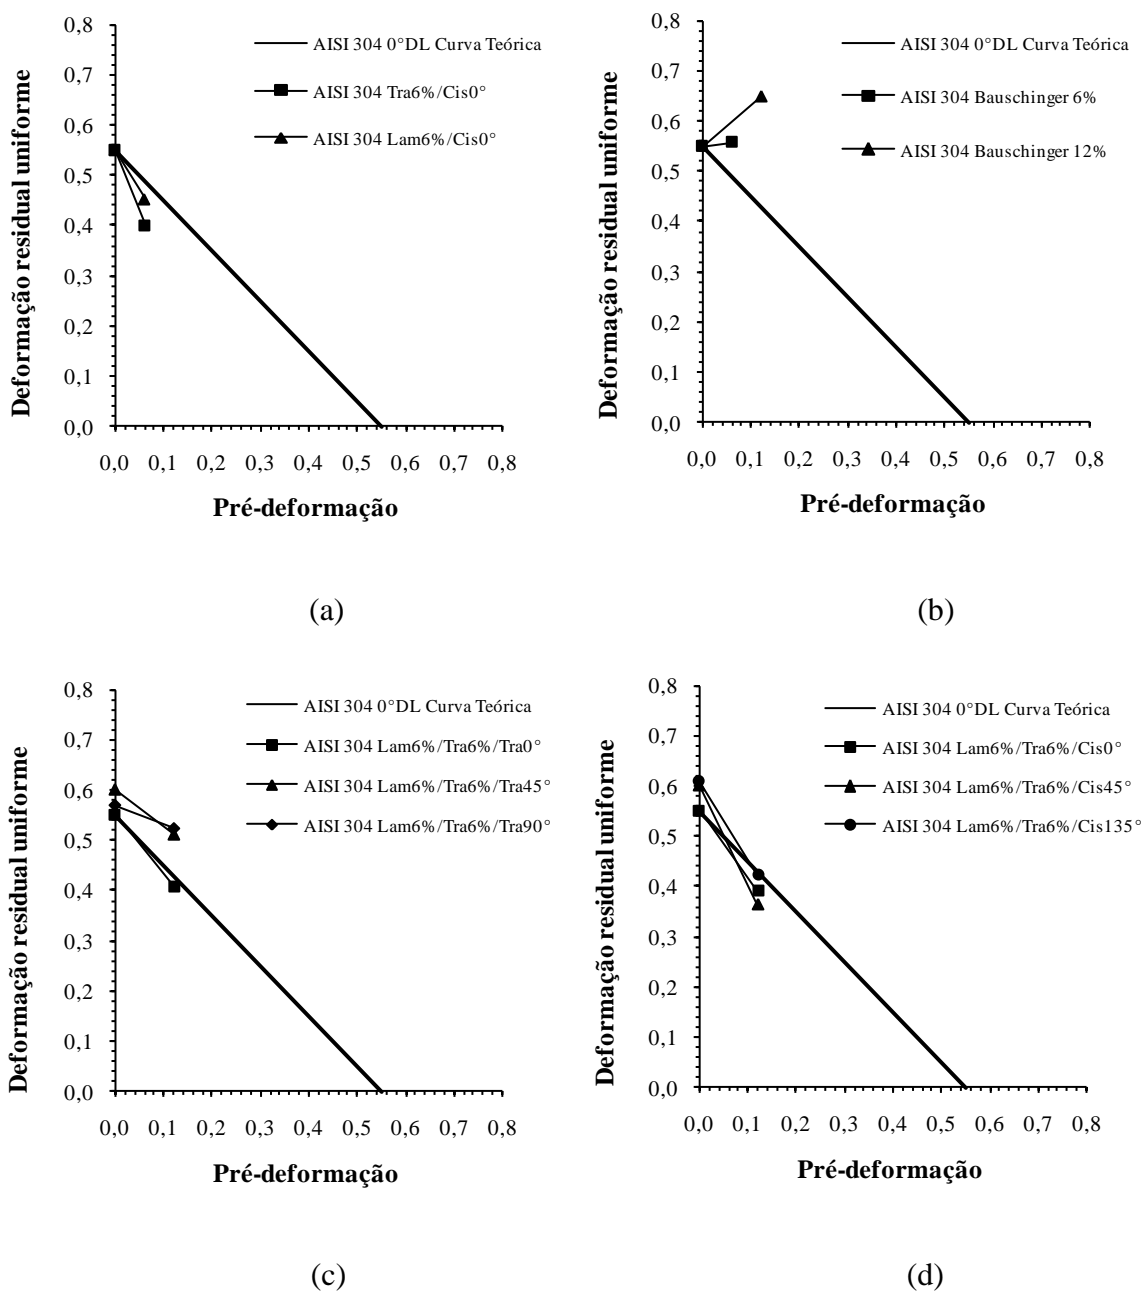 0,8
0,7
0,6
0,5
0,4
0,3
0,2
0,1
0,0
0,0 0,1 0,2 0,3 0,4 0,5 0,6 0,7 0,8
Deformação residual uniforme
Pré-deformação
AISI 304 0°DL Curva Teórica
AISI 304 Tra6%/Cis0°
AISI 304 Lam6%/Cis0°
(a)
0,8
0,7
0,6
0,5
0,4
0,3
0,2
0,1
0,0
0,0 0,1 0,2 0,3 0,4 0,5 0,6 0,7 0,8
Deformação residual uniforme
Pré-deformação
AISI 304 0°DL Curva Teórica
AISI 304 Bauschinger 6%
AISI 304 Bauschinger 12%
(b)
0,8
0,7
0,6
0,5
0,4
0,3
0,2
0,1
0,0
0,0 0,1 0,2 0,3 0,4 0,5 0,6 0,7 0,8
Deformação residual uniforme
Pré-deformação
AISI 304 0°DL Curva Teórica
AISI 304 Lam6%/Tra6%/Tra0°
AISI 304 Lam6%/Tra6%/Tra45°
AISI 304 Lam6%/Tra6%/Tra90°
(c)
0,8
0,7
0,6
0,5
0,4
0,3
0,2
0,1
0,0
0,0 0,1 0,2 0,3 0,4 0,5 0,6 0,7 0,8
Deformação residual uniforme
Pré-deformação
AISI 304 0°DL Curva Teórica
AISI 304 Lam6%/Tra6%/Cis0°
AISI 304 Lam6%/Tra6%/Cis45°
AISI 304 Lam6%/Tra6%/Cis135°
(d)